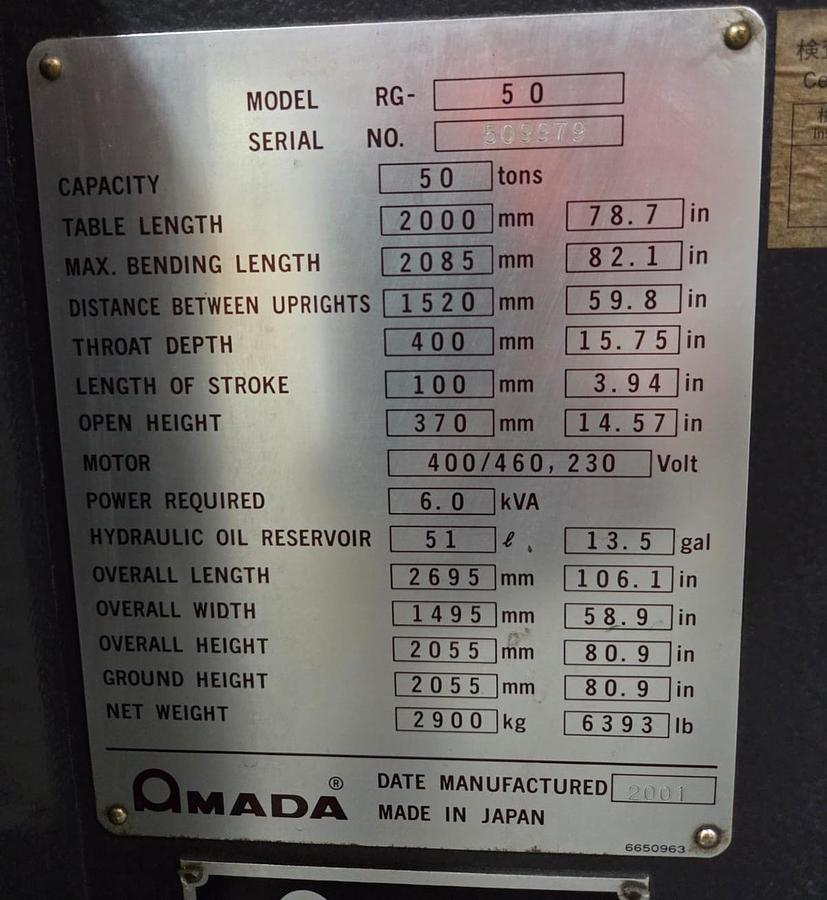 MODEL RG- 50
SERIAL NO. 509979
CAPACITY 50 tons
TABLE LENGTH 2000 mm 78.7 in
MAX. BENDING LENGTH 2085 mm 82.1 in
DISTANCE BETWEEN UPRIGHTS 1520 mm 59.8 in
THROAT DEPTH 400 mm 15.75 in
LENGTH OF STROKE 100 mm 3.94 in
OPEN HEIGHT 370 mm 14.57 in
MOTOR 400/460, 230 Volt
POWER REQUIRED 6.0 kVA
HYDRAULIC OIL RESERVOIR 51 ℓ 13.5 gal
OVERALL LENGTH 2695 mm 106.1 in
OVERALL WIDTH 1495 mm 58.9 in
OVERALL HEIGHT 2055 mm 80.9 in
GROUND HEIGHT 2055 mm 80.9 in
NET WEIGHT 2900 kg 6393 lb
AMADA ® DATE MANUFACTURED 2001
MADE IN JAPAN
6650963